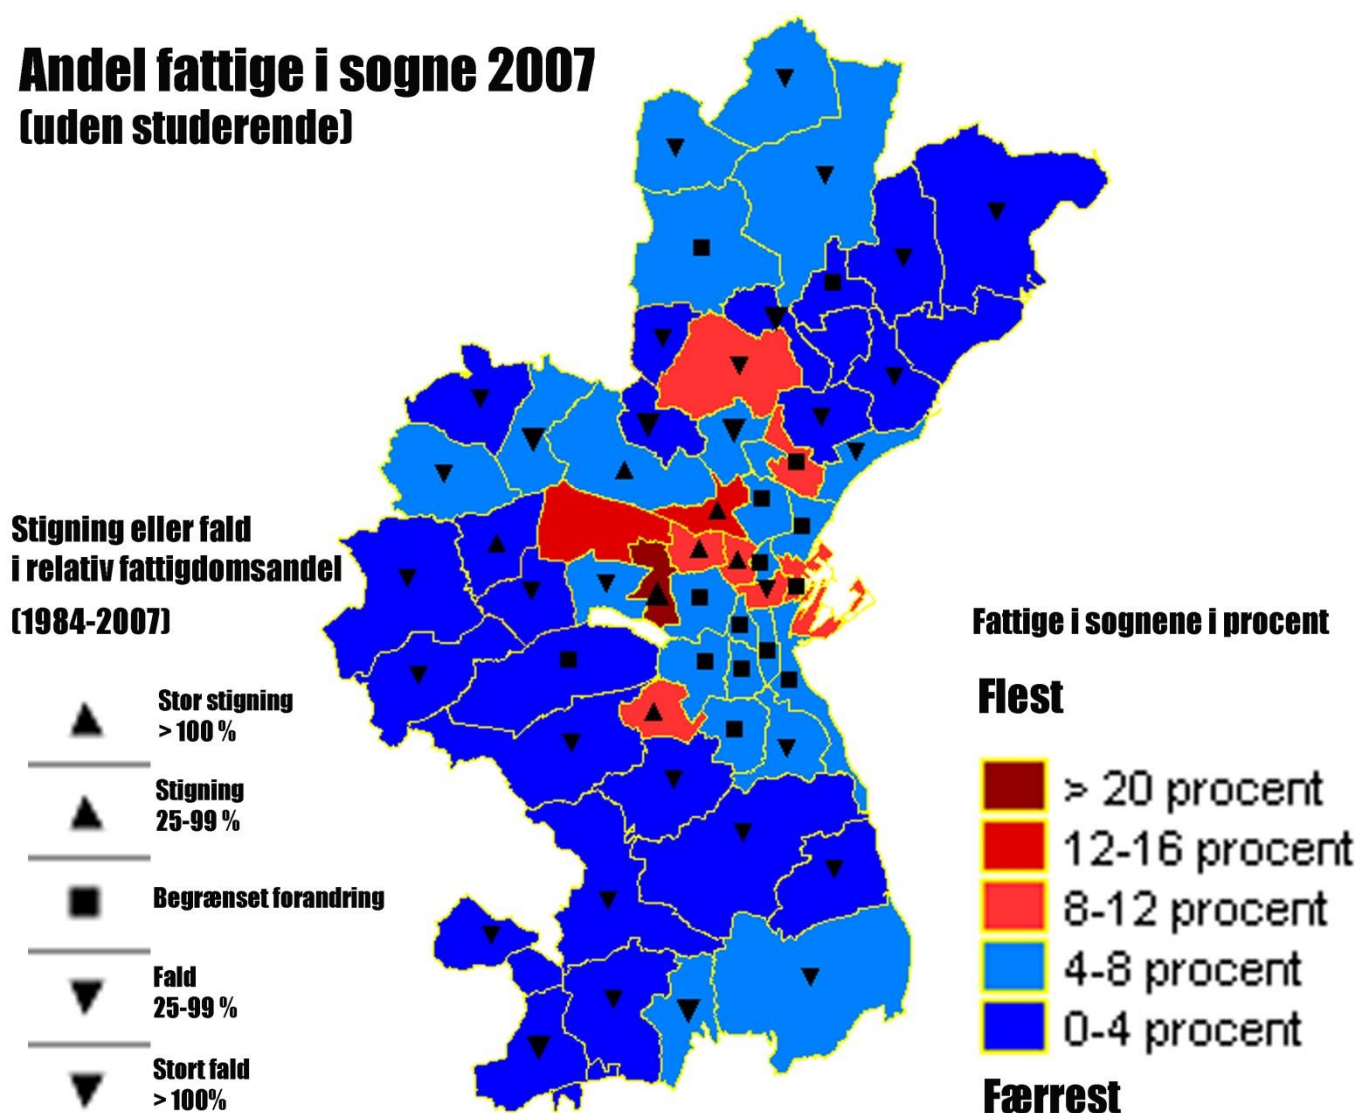 Andel fattige i sogne 2007
(uden studerende)
Stigning eller fald
i relativ fattigdomsandel
(1984-2007)
Stor stigning
> 100 %
Stigning
25-99 %
Begrænset forandring
Fald
25-99 %
Stort fald
> 100%
Fattige i sognene i procent
Flest
> 20 procent
12-16 procent
8-12 procent
4-8 procent
0-4 procent
Færrest